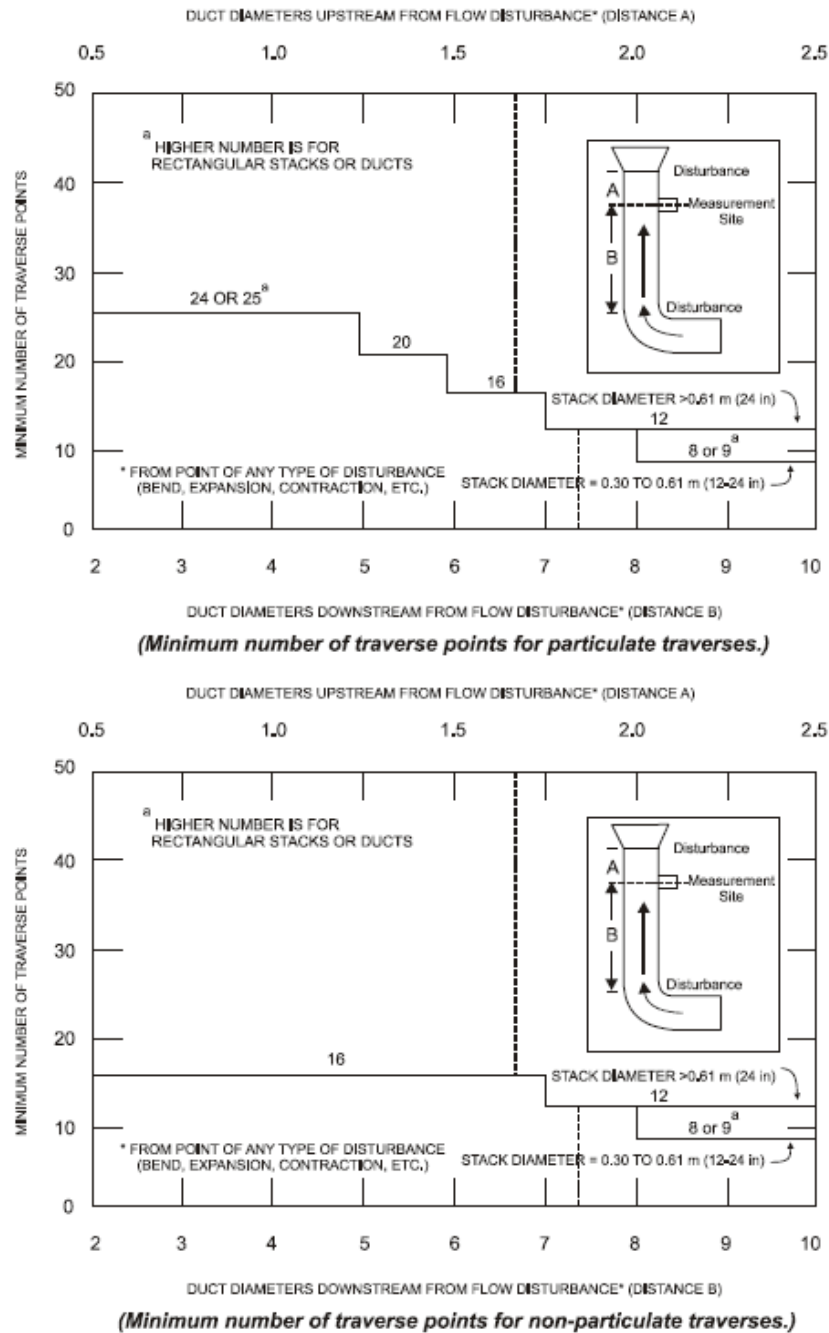 DUCT DIAMETERS UPSTREAM FROM FLOW DISTURBANCE* (DISTANCE A)
0.5 1.0 1.5 2.0 2.5
50
a HIGHER NUMBER IS FOR
RECTANGULAR STACKS OR DUCTS
Disturbance
A
Measurement
Site
B
Disturbance
40
30
24 OR 25 a
20
20
16
STACK DIAMETER >0.61 m (24 in)
12
10
8 or 9 a
* FROM POINT OF ANY TYPE OF DISTURBANCE
(BEND, EXPANSION, CONTRACTION, ETC.)
STACK DIAMETER = 0.30 TO 0.61 m (12-24 in)
0
MINIMUM NUMBER OF TRAVERSE POINTS
2 3 4 5 6 7 8 9 10
DUCT DIAMETERS DOWNSTREAM FROM FLOW DISTURBANCE* (DISTANCE B)
(Minimum number of traverse points for particulate traverses.)
DUCT DIAMETERS UPSTREAM FROM FLOW DISTURBANCE* (DISTANCE A)
0.5 1.0 1.5 2.0 2.5
50
a HIGHER NUMBER IS FOR
RECTANGULAR STACKS OR DUCTS
Disturbance
A
Measurement
Site
B
Disturbance
40
30
20
16
STACK DIAMETER >0.61 m (24 in)
12
10
8 or 9 a
* FROM POINT OF ANY TYPE OF DISTURBANCE
(BEND, EXPANSION, CONTRACTION, ETC.)
STACK DIAMETER = 0.30 TO 0.61 m (12-24 in)
0
MINIMUM NUMBER OF TRAVERSE POINTS
2 3 4 5 6 7 8 9 10
DUCT DIAMETERS DOWNSTREAM FROM FLOW DISTURBANCE* (DISTANCE B)
(Minimum number of traverse points for non-particulate traverses.)